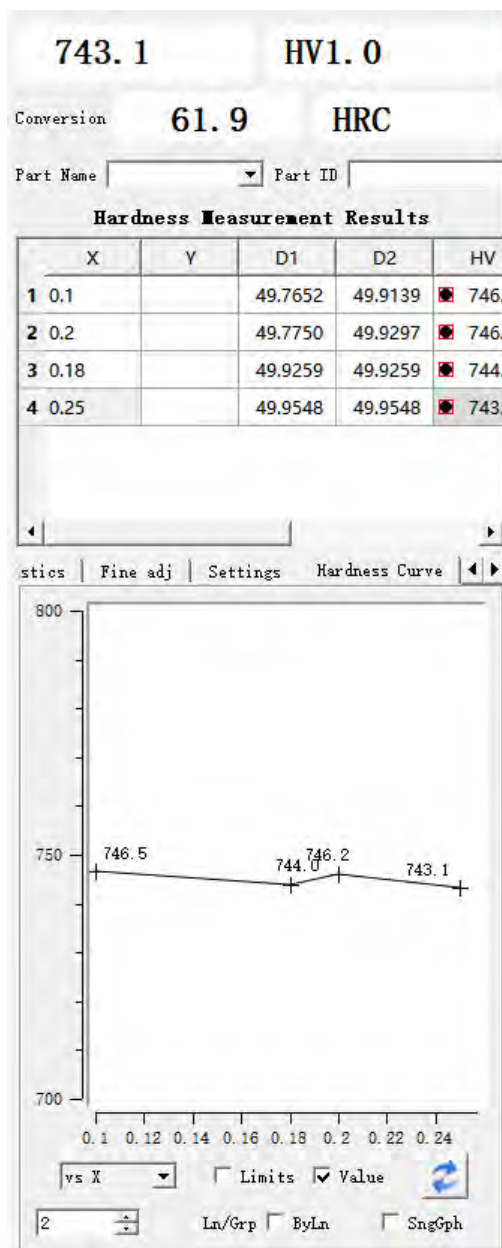 743.1 HV1.0
Conversion 61.9 HRC
Part Name Part ID
Hardness Measurement Results
X Y D1 D2 HV
1 0.1 49.7652 49.9139 746.
2 0.2 49.7750 49.9297 746.
3 0.18 49.9259 49.9259 744.
4 0.25 49.9548 49.9548 743.
stics Fine adj Settings Hardness Curve
800
746.5 744.0 746.2 743.1
750
700
0.1 0.12 0.14 0.16 0.18 0.2 0.22 0.24
vs X Limits Value
2 Ln/Grp ByLn SngGph